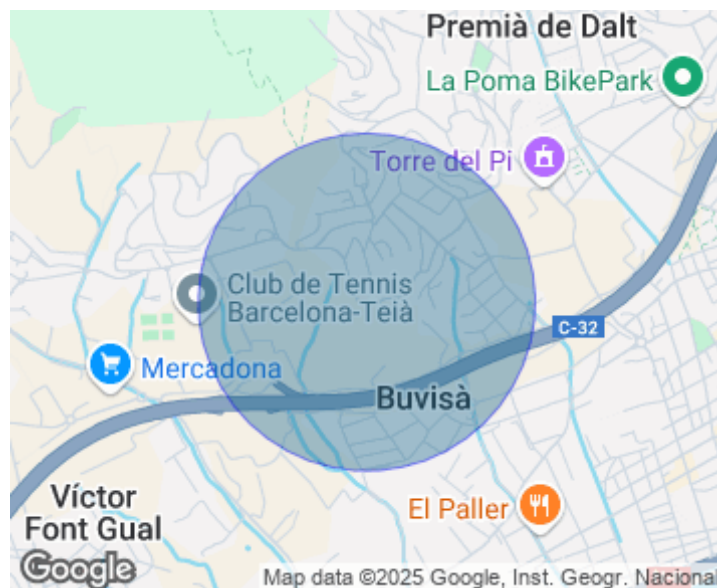 Premià de Dalt
La Poma BikePark
Torre del Pi
Club de Tennis
Barcelona-Teià
C-32
Mercadona
Buvisà
Víctor
Font Gual
El Paller
Google
Map data ©2025 Google, Inst. Geogr. Nacional